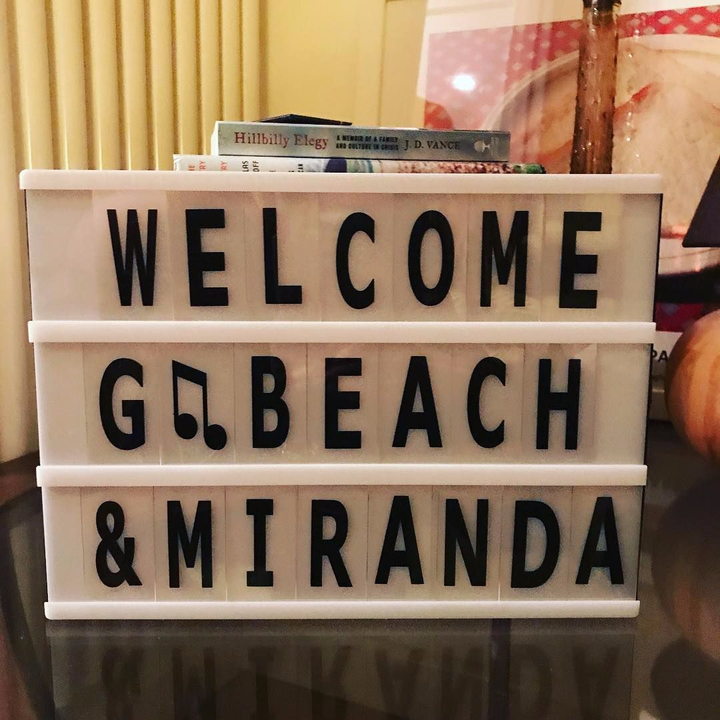 Hillbilly Elegy A MEMOIR OF A FAMILY AND CULTURE IN CRISIS J. D. VANCE
WELCOME
G♫BEACH
&MIRANDA